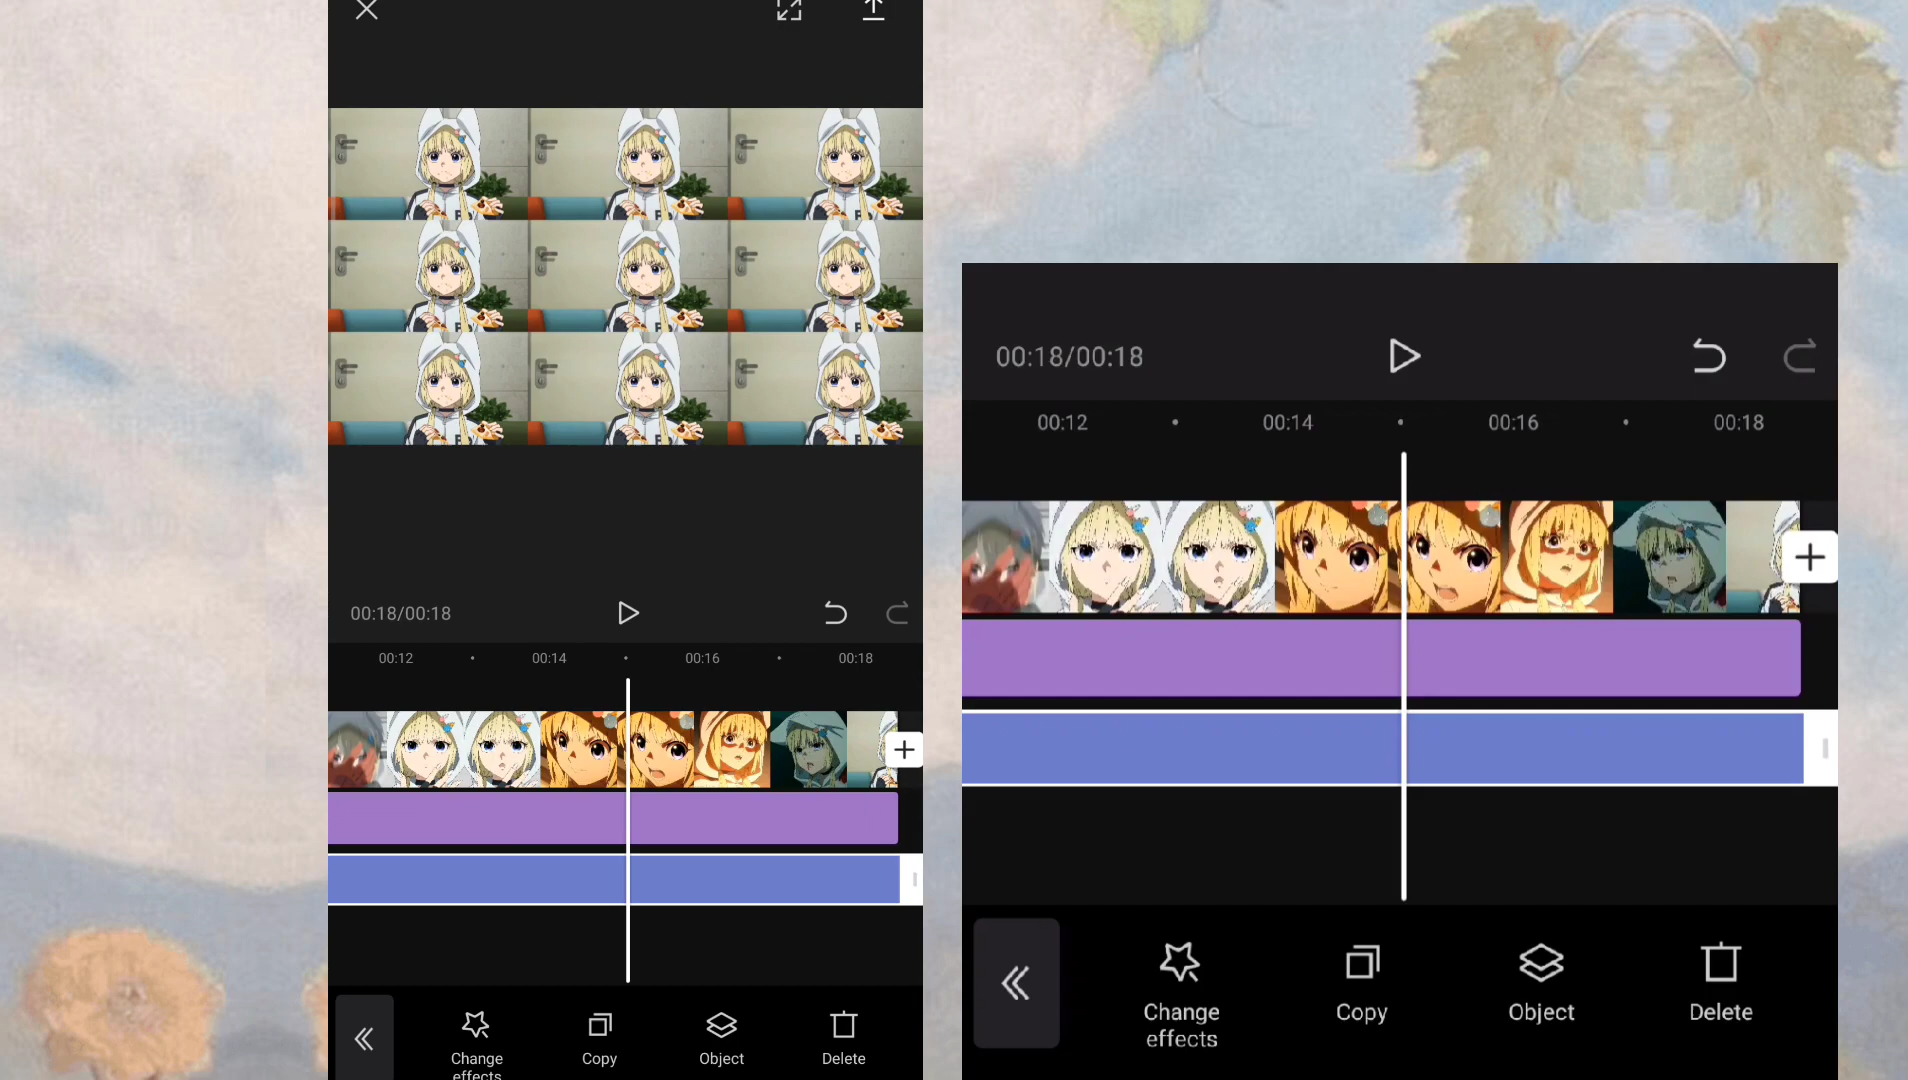 00:18/00:18
00:12
00:14
00:16
00:18
Change
effects
Copy
Object
Delete
00:18/00:18
00:12
00:14
00:16
00:18
Change
effects
Copy
Object
Delete